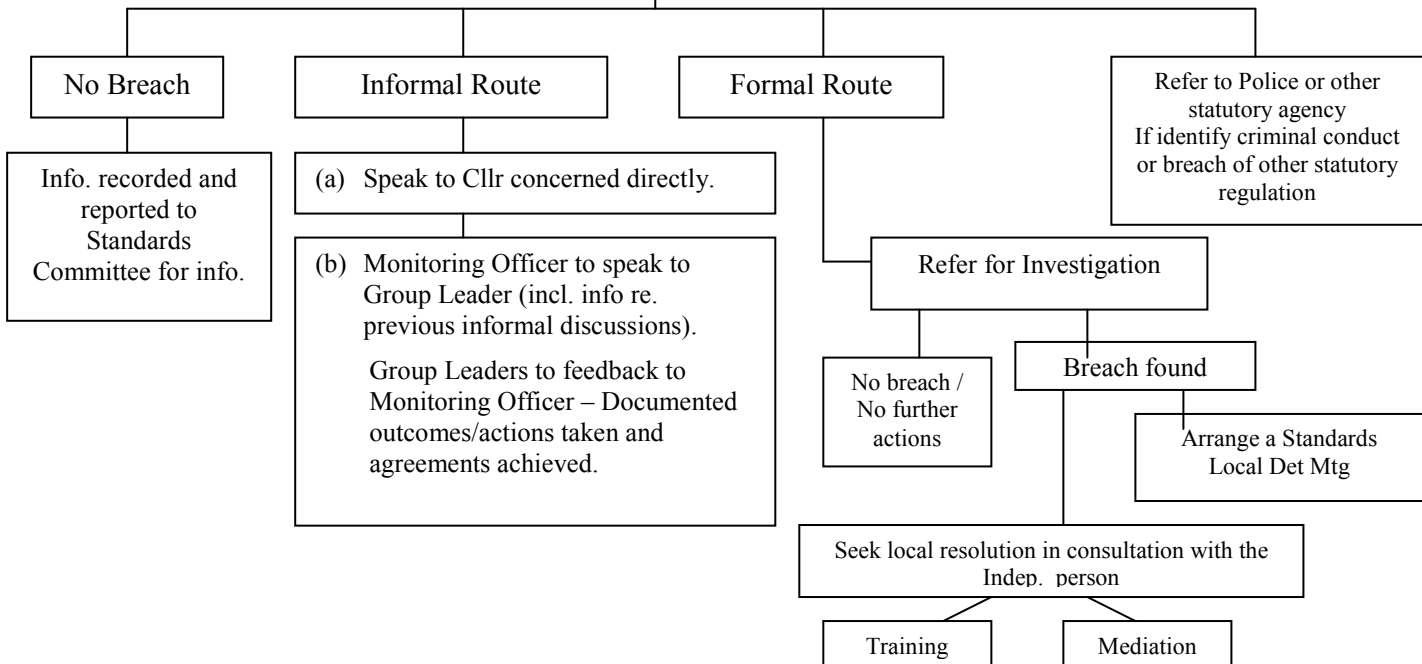 No Breach
Informal Route
Formal Route
Refer to Police or other
statutory agency
If identify criminal conduct
or breach of other statutory
regulation
Info. recorded and
reported to
Standards
Committee for info.
(a) Speak to Cllr concerned directly.
(b) Monitoring Officer to speak to
Group Leader (incl. info re.
previous informal discussions).
Group Leaders to feedback to
Monitoring Officer – Documented
outcomes/actions taken and
agreements achieved.
Refer for Investigation
No breach /
No further
actions
Breach found
Arrange a Standards
Local Det Mtg
Seek local resolution in consultation with the
Indep. person
Training
Mediation